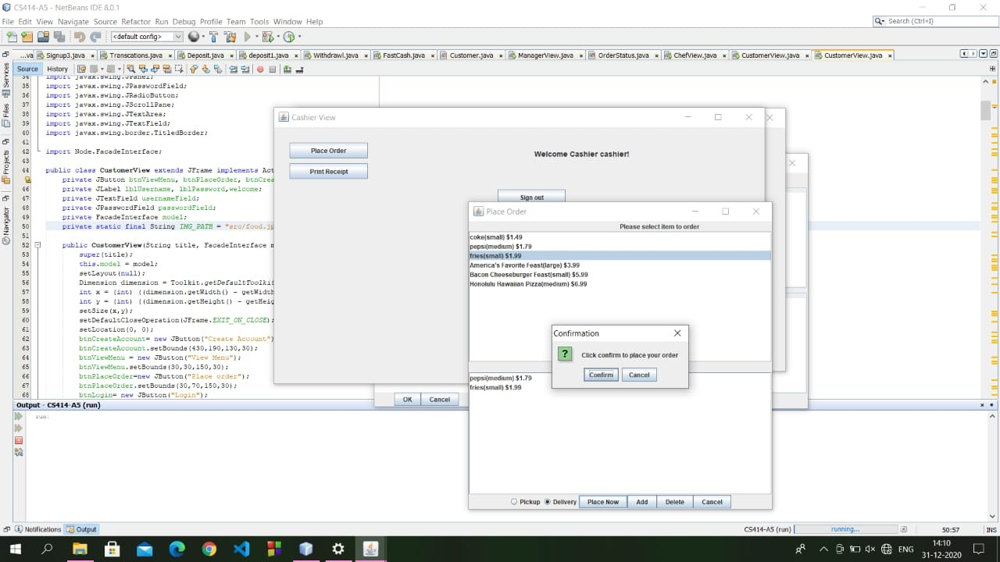 CS414-A5 - NetBeans IDE 8.0.1
File Edit View Navigate Source Refactor Run Debug Profile Team Tools Window Help
Search (Ctrl+I)
<default config>
...va Signup3.java Transcations.java Deposit.java deposit1.java Withdrawl.java FastCash.java Customer.java ManagerView.java OrderStatus.java ChefView.java CustomerView.java CustomerView.java
Source History
Services
Files
Projects
Navigator
34 import javax.swing.JPanel;
35 import javax.swing.JPasswordField;
36 import javax.swing.JRadioButton;
37 import javax.swing.JScrollPane;
38 import javax.swing.JTextArea;
39 import javax.swing.JTextField;
40 import javax.swing.border.TitledBorder;
41
42 import Node.FacadeInterface;
43
44 public class CustomerView extends JFrame implements Act
private JButton btnViewMenu, btnPlaceOrder, btnCrea
46 private JLabel lblUsername, lblPassword,welcome;
47 private JTextField usernameField;
48 private JPasswordField passwordField;
49 private FacadeInterface model;
50 private static final String IMG_PATH = "src/food.jp
51
52 public CustomerView(String title, FacadeInterface m
53 super(title);
54 this.model = model;
55 setLayout(null);
56 Dimension dimension = Toolkit.getDefaultToolkit
57 int x = (int) ((dimension.getWidth() - getWidth
58 int y = (int) ((dimension.getHeight() - getHeig
59 setSize(x,y);
60 setDefaultCloseOperation(JFrame.EXIT_ON_CLOSE);
61 setLocation(0, 0);
62 btnCreateAccount= new JButton("Create Account")
63 btnCreateAccount.setBounds(430,190,130,30);
64 btnViewMenu = new JButton("View Menu");
65 btnViewMenu.setBounds(30,30,150,30);
66 btnPlaceOrder=new JButton("Place order");
67 btnPlaceOrder.setBounds(30,70,150,30);
68 btnLogin= new JButton("Login");
Cashier View
Place Order
Print Receipt
Welcome Cashier cashier!
Sign out
OK Cancel
Place Order
Please select item to order
coke(small) $1.49
pepsi(medium) $1.79
fries(small) $1.99
America's Favorite Feast(large) $3.99
Bacon Cheeseburger Feast(small) $5.99
Honolulu Hawaiian Pizza(medium) $6.99
Confirmation
?
Click confirm to place your order
Confirm Cancel
pepsi(medium) $1.79
fries(small) $1.99
Pickup Delivery Place Now Add Delete Cancel
Output - CS414-A5 (run)
run:
Notifications Output
CS414-A5 (run) running... 50:57 INS
ENG
14:10
31-12-2020